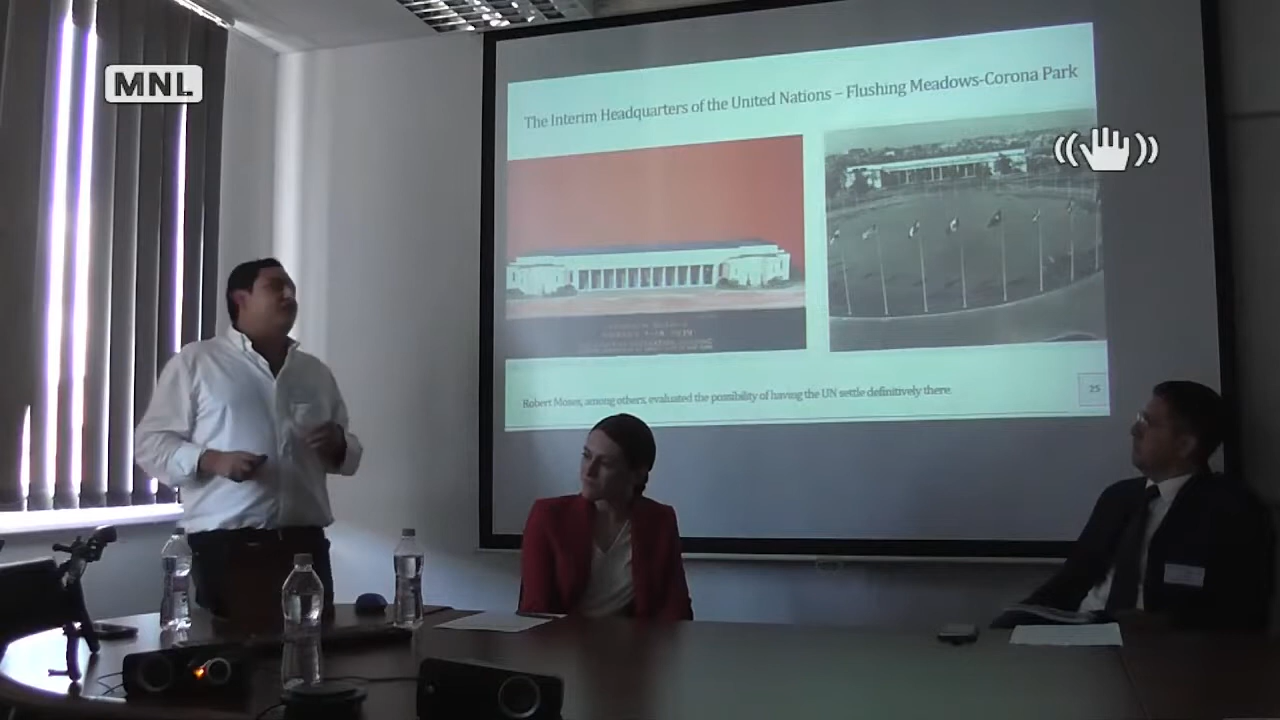 MNL
The Interim Headquarters of the United Nations – Flushing Meadows-Corona Park
Robert Moses, among others, evaluated the possibility of having the UN settle definitively there.
25